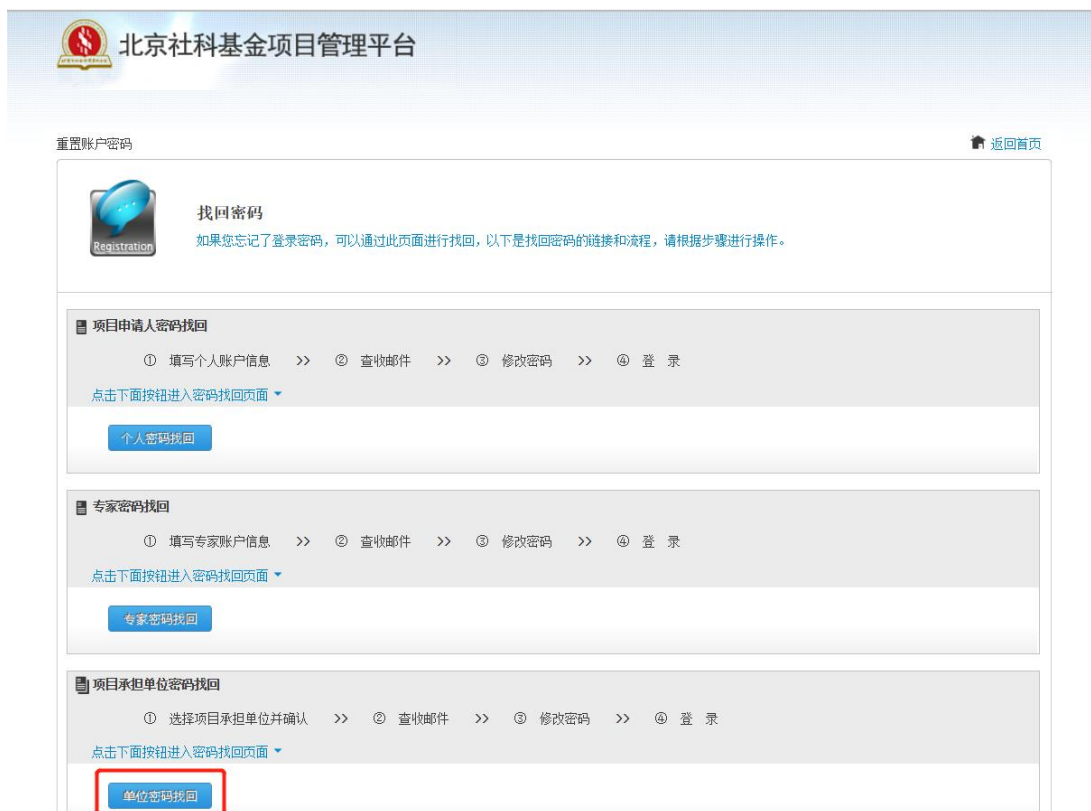 北京社科基金项目管理平台
重置账户密码
返回首页
找回密码
如果您忘记了登录密码，可以通过此页面进行找回，以下是找回密码的链接和流程，请根据步骤进行操作。
Registration
项目申请人密码找回
① 填写个人账户信息 >> ② 查收邮件 >> ③ 修改密码 >> ④ 登 录
点击下面按钮进入密码找回页面
个人密码找回
专家密码找回
① 填写专家账户信息 >> ② 查收邮件 >> ③ 修改密码 >> ④ 登 录
点击下面按钮进入密码找回页面
专家密码找回
项目承担单位密码找回
① 选择项目承担单位并确认 >> ② 查收邮件 >> ③ 修改密码 >> ④ 登 录
点击下面按钮进入密码找回页面
单位密码找回